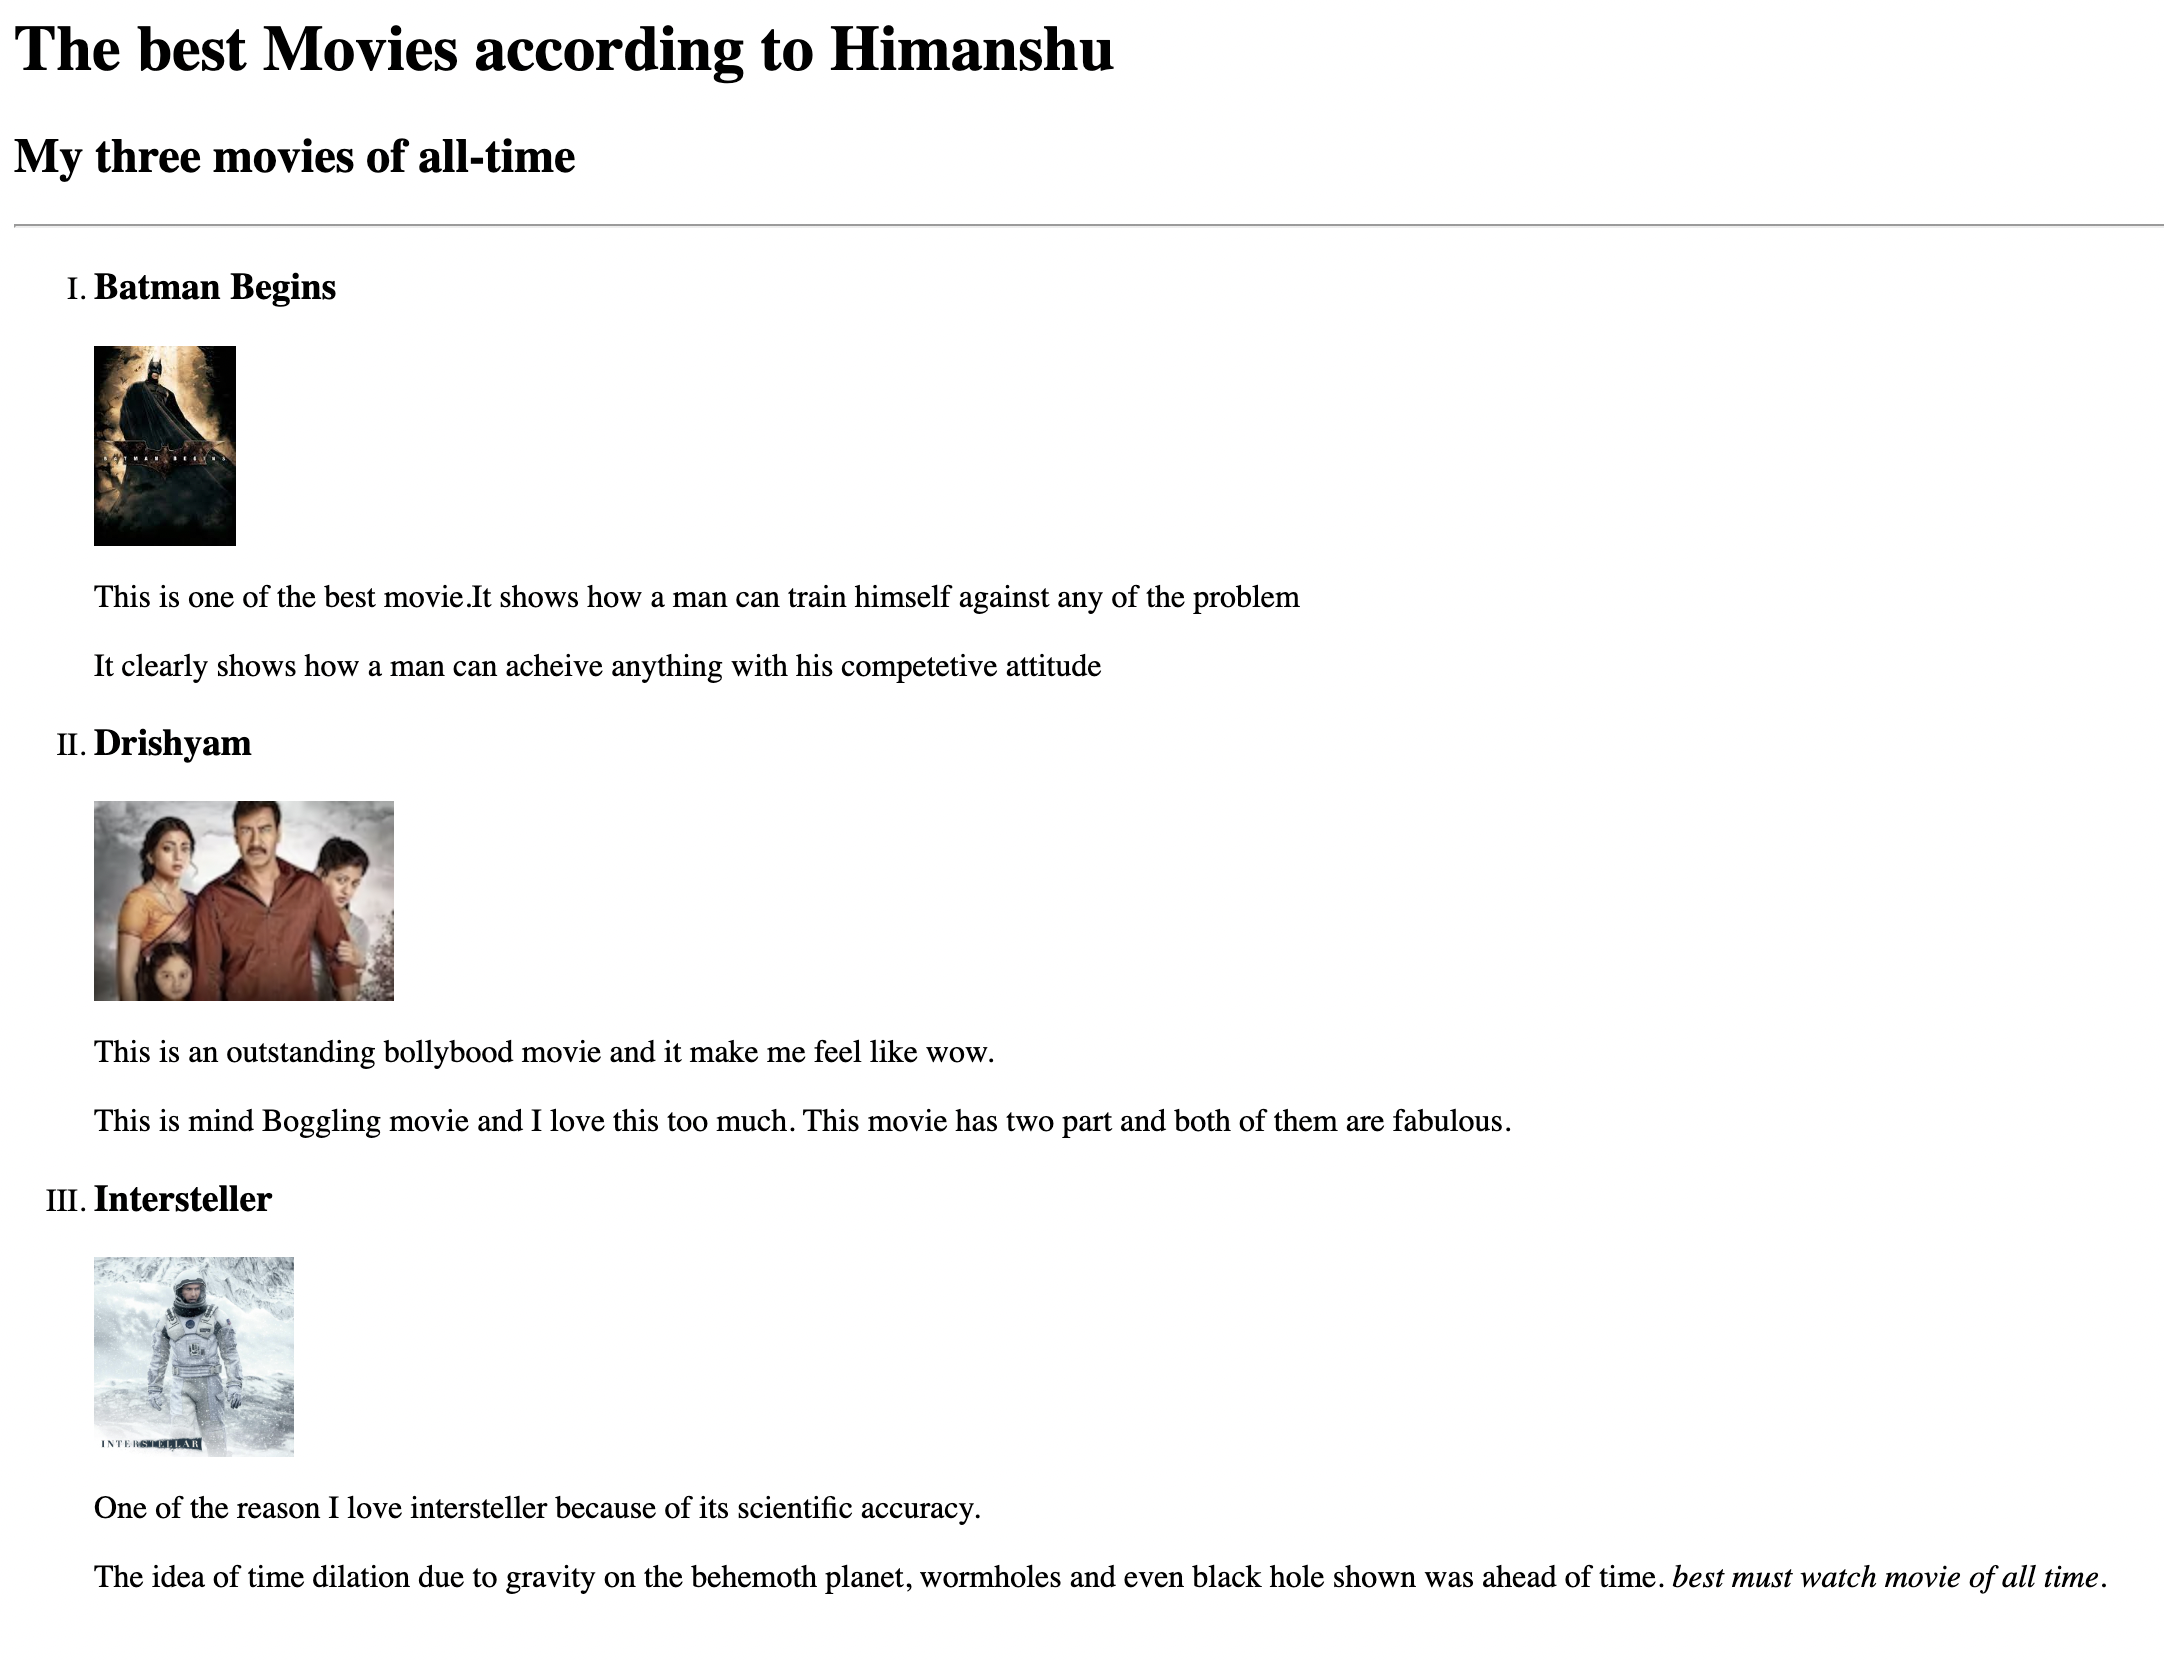 The best Movies according to Himanshu
My three movies of all-time
I. Batman Begins
BATMAN BEGINS
This is one of the best movie.It shows how a man can train himself against any of the problem
It clearly shows how a man can acheive anything with his competetive attitude
II. Drishyam
This is an outstanding bollybood movie and it make me feel like wow.
This is mind Boggling movie and I love this too much. This movie has two part and both of them are fabulous.
III. Intersteller
INTERSTELLAR
One of the reason I love intersteller because of its scientific accuracy.
The idea of time dilation due to gravity on the behemoth planet, wormholes and even black hole shown was ahead of time. best must watch movie of all time.